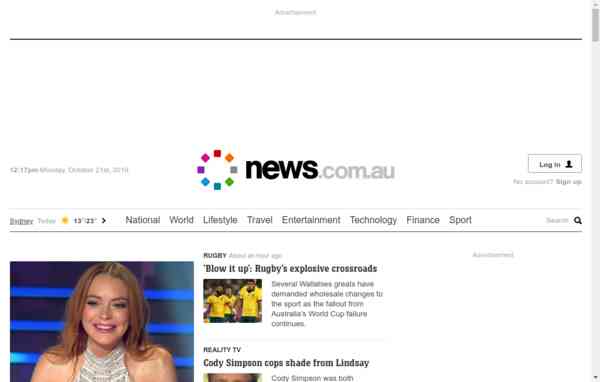 Advertisement
12:17pm Monday, October 21st, 2019
news.com.au
Log in
No account? Sign up
Sydney Today 13°/23°
National World Lifestyle Travel Entertainment Technology Finance Sport
Search
RUGBY About an hour ago
'Blow it up': Rugby's explosive crossroads
Several Wallabies greats have
demanded wholesale changes to
the sport as the fallout from
Australia's World Cup failure
continues.
Advertisement
REALITY TV
Cody Simpson cops shade from Lindsay
Cody Simpson was both